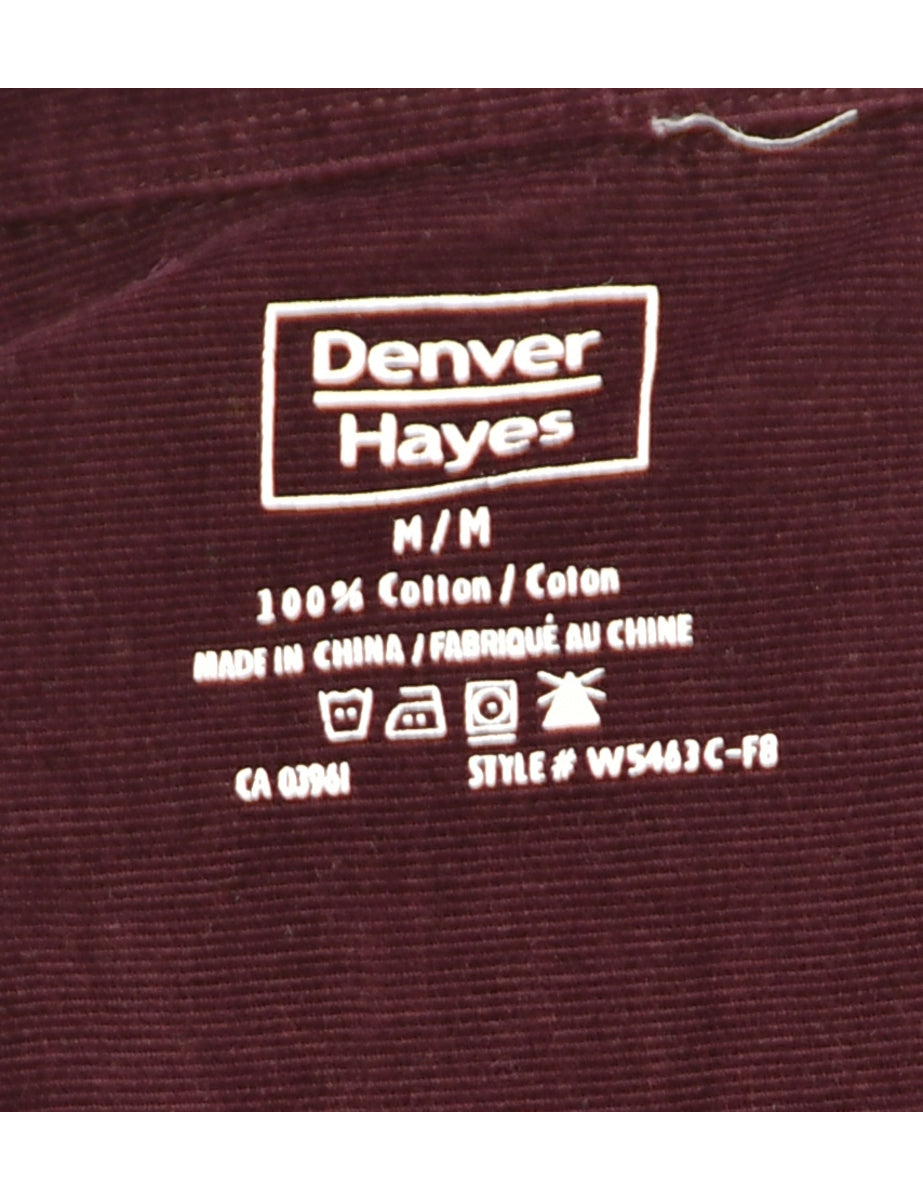 Denver
Hayes
M/M
100% Cotton / Coton
MADE IN CHINA / FABRIQUÉ AU CHINE
CA 03961 STYLE # W5463C-F8